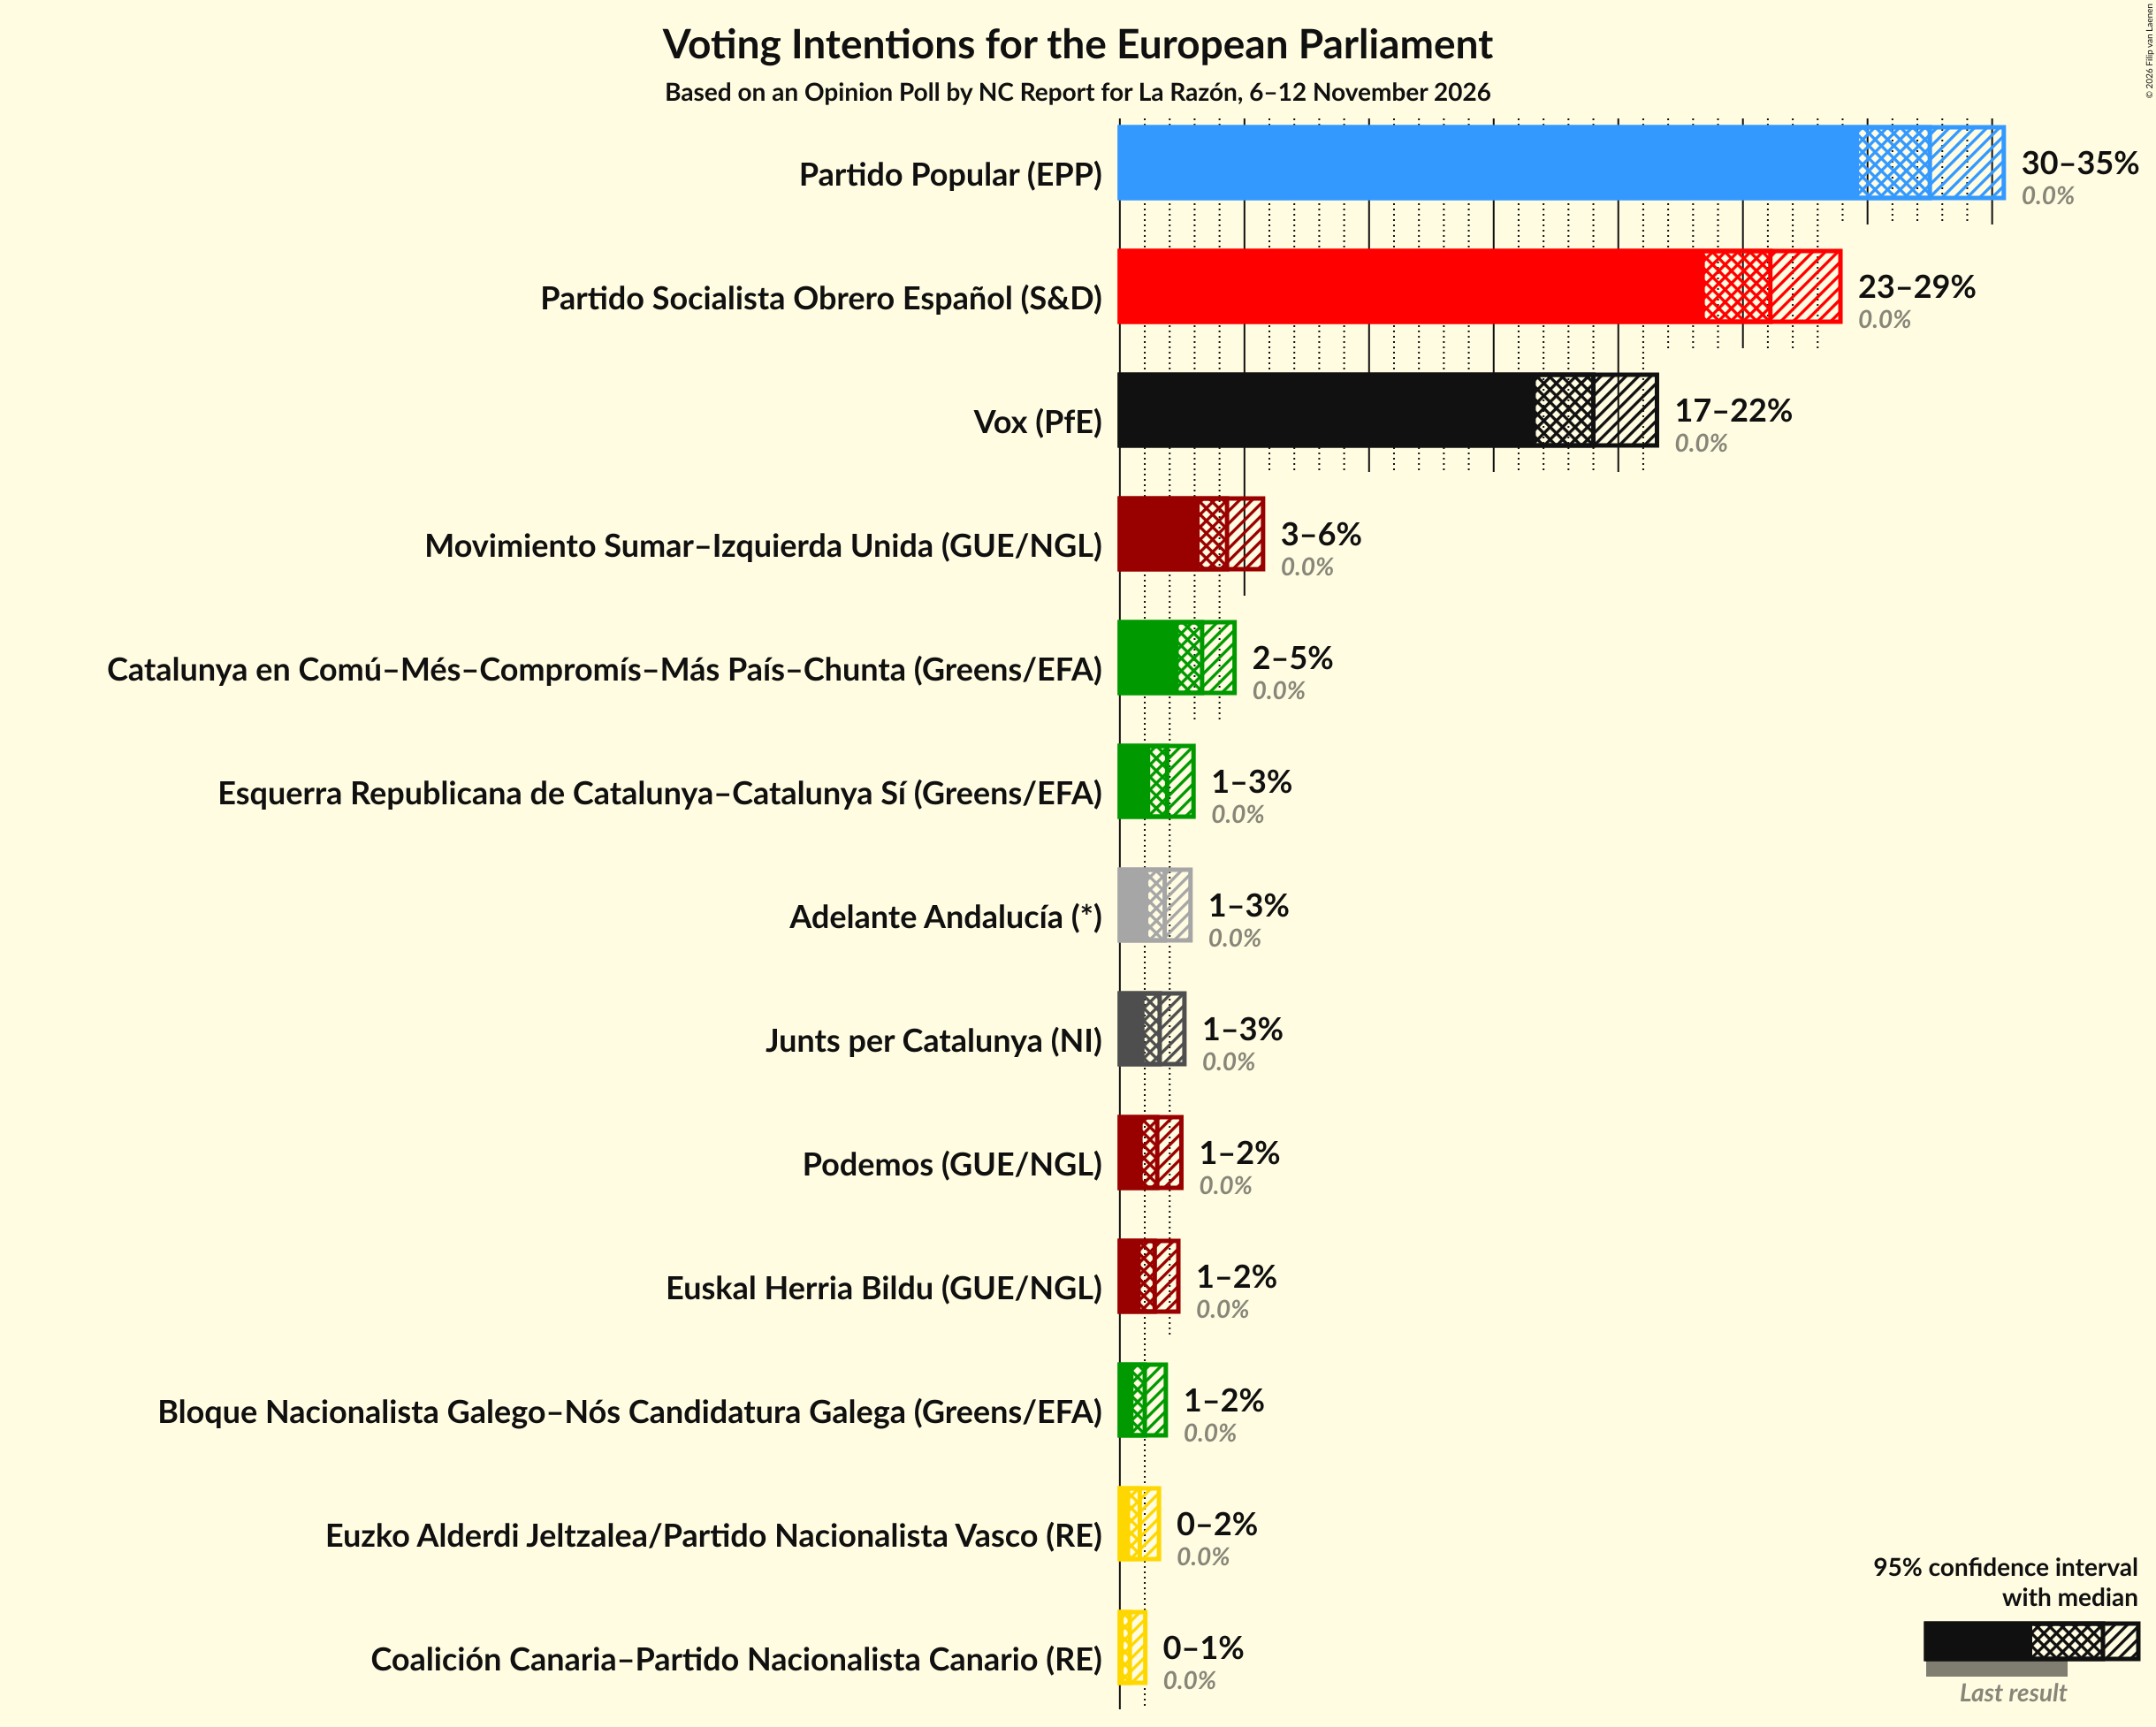 Voting Intentions for the European Parliament
Based on an Opinion Poll by NC Report for La Razón, 6–12 November 2026
© 2026 Filip van Laenen
Partido Popular (EPP)
30–35%
0.0%
Partido Socialista Obrero Español (S&D)
23–29%
0.0%
Vox (PfE)
17–22%
0.0%
Movimiento Sumar–Izquierda Unida (GUE/NGL)
3–6%
0.0%
Catalunya en Comú–Més–Compromís–Más País–Chunta (Greens/EFA)
2–5%
0.0%
Esquerra Republicana de Catalunya–Catalunya Sí (Greens/EFA)
1–3%
0.0%
Adelante Andalucía (*)
1–3%
0.0%
Junts per Catalunya (NI)
1–3%
0.0%
Podemos (GUE/NGL)
1–2%
0.0%
Euskal Herria Bildu (GUE/NGL)
1–2%
0.0%
Bloque Nacionalista Galego–Nós Candidatura Galega (Greens/EFA)
1–2%
0.0%
Euzko Alderdi Jeltzalea/Partido Nacionalista Vasco (RE)
0–2%
0.0%
Coalición Canaria–Partido Nacionalista Canario (RE)
0–1%
0.0%
95% confidence interval
with median
Last result